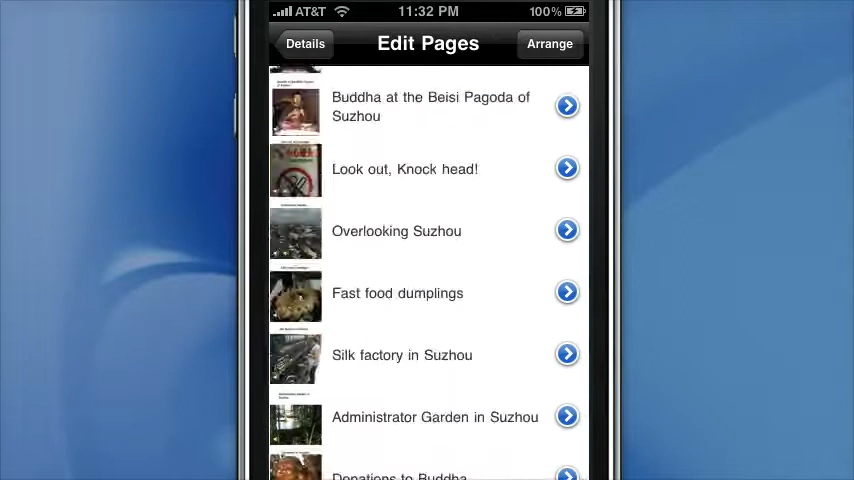 AT&T 11:32 PM 100%
Details Edit Pages Arrange
Buddha at the Beisi Pagoda of
Suzhou
Look out, Knock head!
Overlooking Suzhou
Fast food dumplings
Silk factory in Suzhou
Administrator Garden in Suzhou
Donations to Buddha